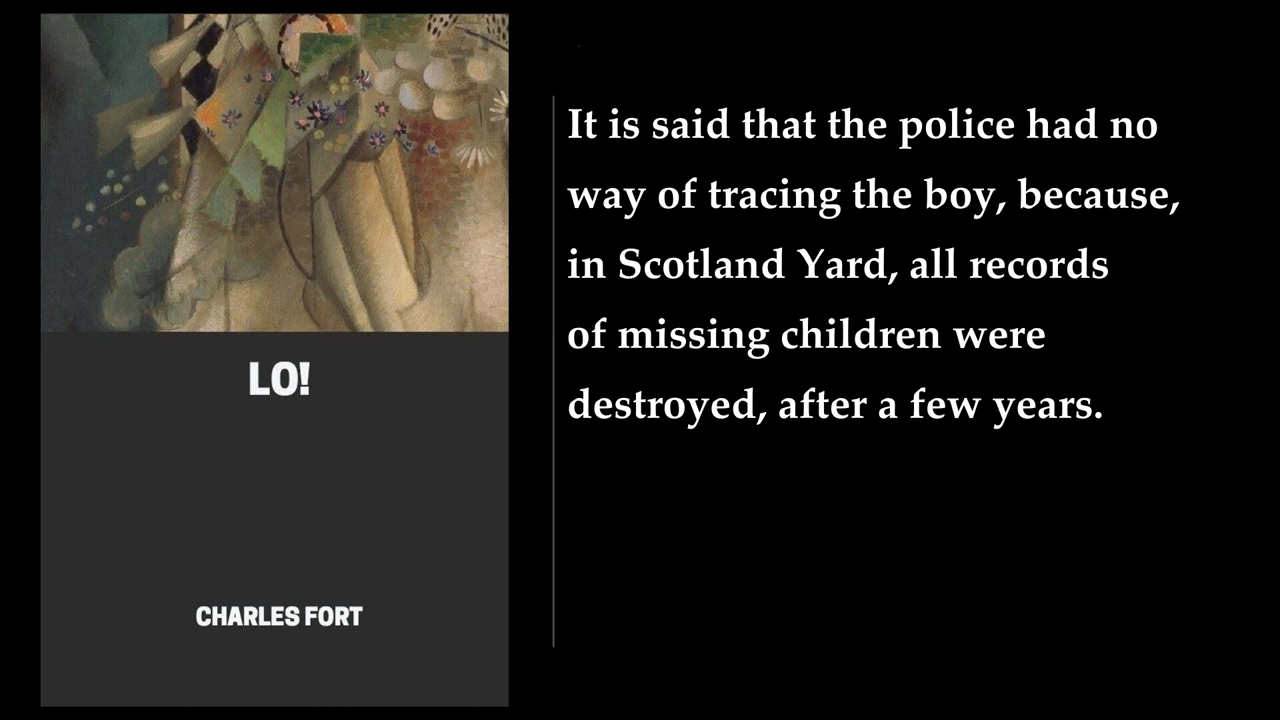 LO!
CHARLES FORT
It is said that the police had no
way of tracing the boy, because,
in Scotland Yard, all records
of missing children were
destroyed, after a few years.